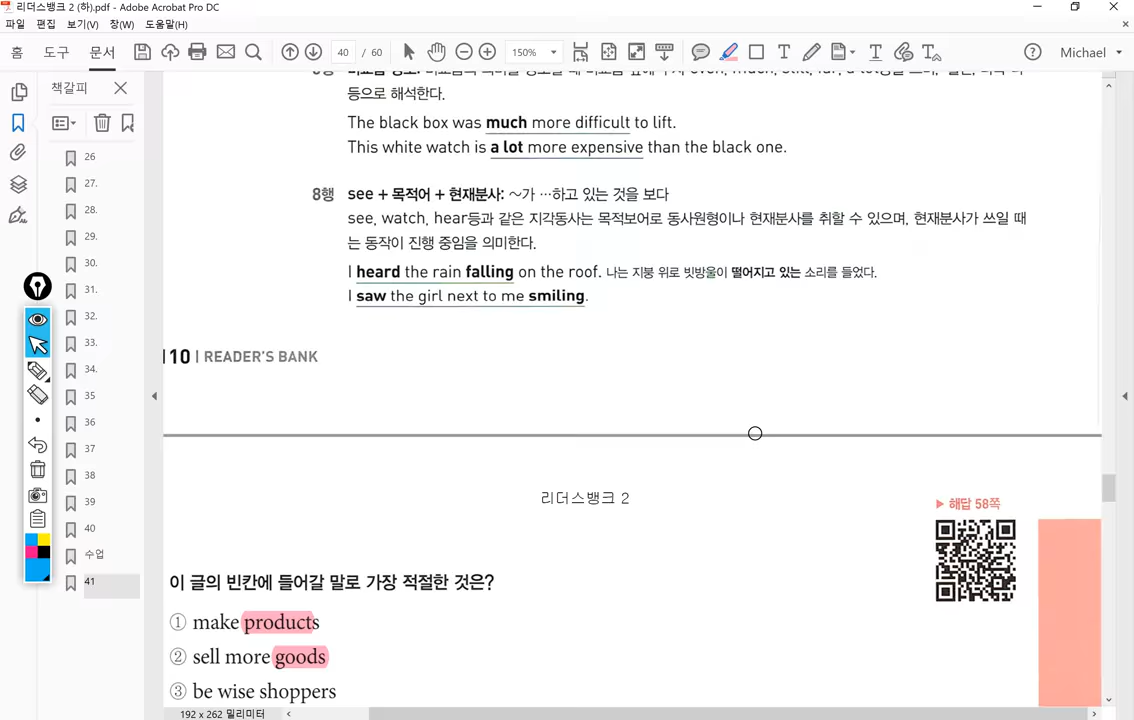 리더스뱅크 2 (하).pdf - Adobe Acrobat Pro DC
파일 편집 보기(V) 창(W) 도움말(H)
홈 도구 문서 40 / 60 150% Michael
책갈피
26
27.
28.
29.
30.
31.
32.
33.
34.
35
36
37
38
39
40
수업
41
등으로 해석한다.
The black box was much more difficult to lift.
This white watch is a lot more expensive than the black one.
8행 see + 목적어 + 현재분사: ~가 …하고 있는 것을 보다
see, watch, hear등과 같은 지각동사는 목적보어로 동사원형이나 현재분사를 취할 수 있으며, 현재분사가 쓰일 때
는 동작이 진행 중임을 의미한다.
I heard the rain falling on the roof. 나는 지붕 위로 빗방울이 떨어지고 있는 소리를 들었다.
I saw the girl next to me smiling.
110 | READER'S BANK
리더스뱅크 2
▶ 해답 58쪽
이 글의 빈칸에 들어갈 말로 가장 적절한 것은?
① make products
② sell more goods
③ be wise shoppers
192 x 262 밀리미터